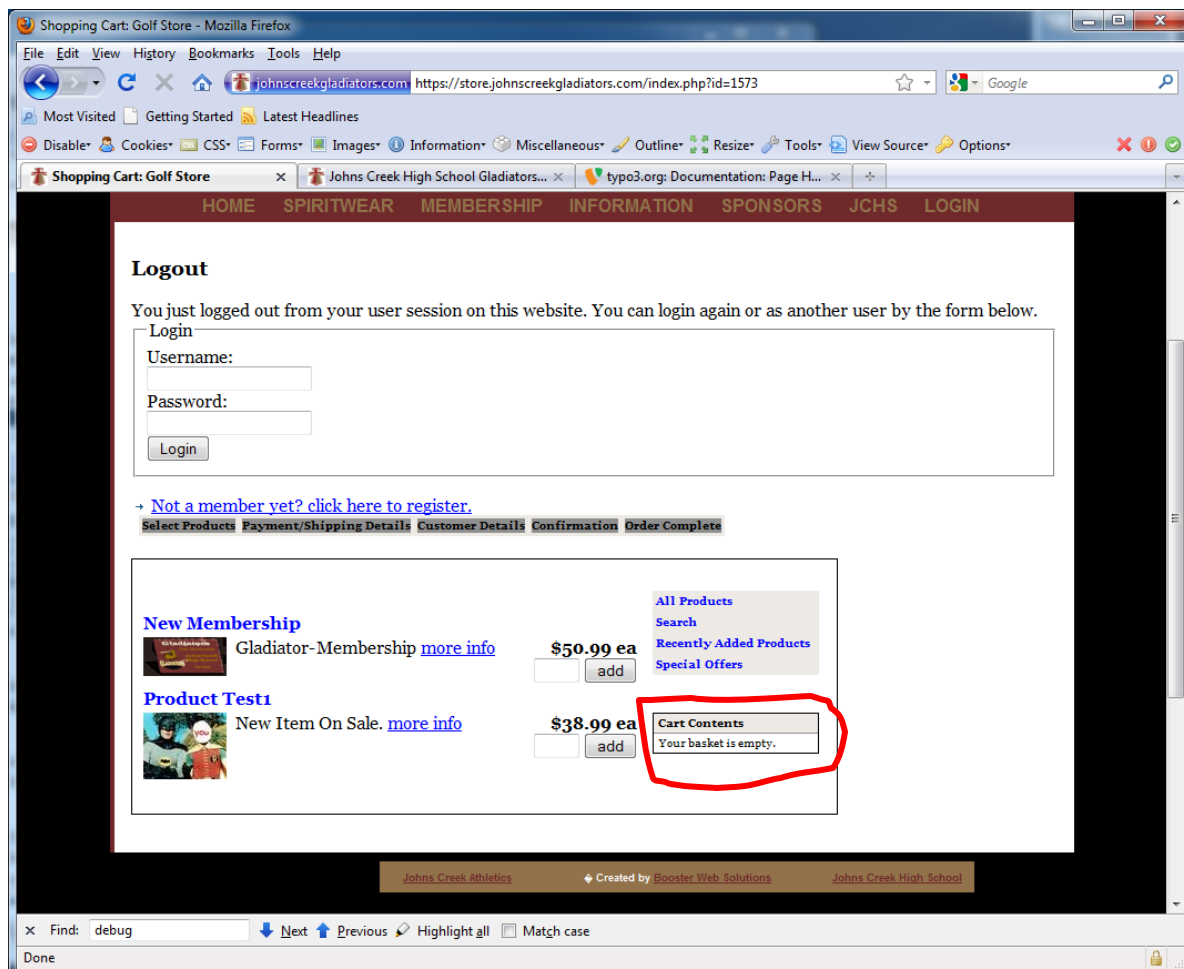 Shopping Cart: Golf Store - Mozilla Firefox
File Edit View History Bookmarks Tools Help
johnscreekgladiators.com https://store.johnscreekgladiators.com/index.php?id=1573 Google
Most Visited Getting Started Latest Headlines
Disable Cookies CSS Forms Images Information Miscellaneous Outline Resize Tools View Source Options
Shopping Cart: Golf Store Johns Creek High School Gladiators... typo3.org: Documentation: Page H...
HOME SPIRITWEAR MEMBERSHIP INFORMATION SPONSORS JCHS LOGIN
Logout
You just logged out from your user session on this website. You can login again or as another user by the form below.
Login
Username:
Password:
Login
Not a member yet? click here to register.
Select Products Payment/Shipping Details Customer Details Confirmation Order Complete
All Products
Search
Recently Added Products
Special Offers
New Membership
Gladiator-Membership more info $50.99 ea
add
Product Test1
New Item On Sale. more info $38.99 ea
you
add
Cart Contents
Your basket is empty.
Johns Creek Athletics � Created by Booster Web Solutions Johns Creek High School
Find: debug Next Previous Highlight all Match case
Done